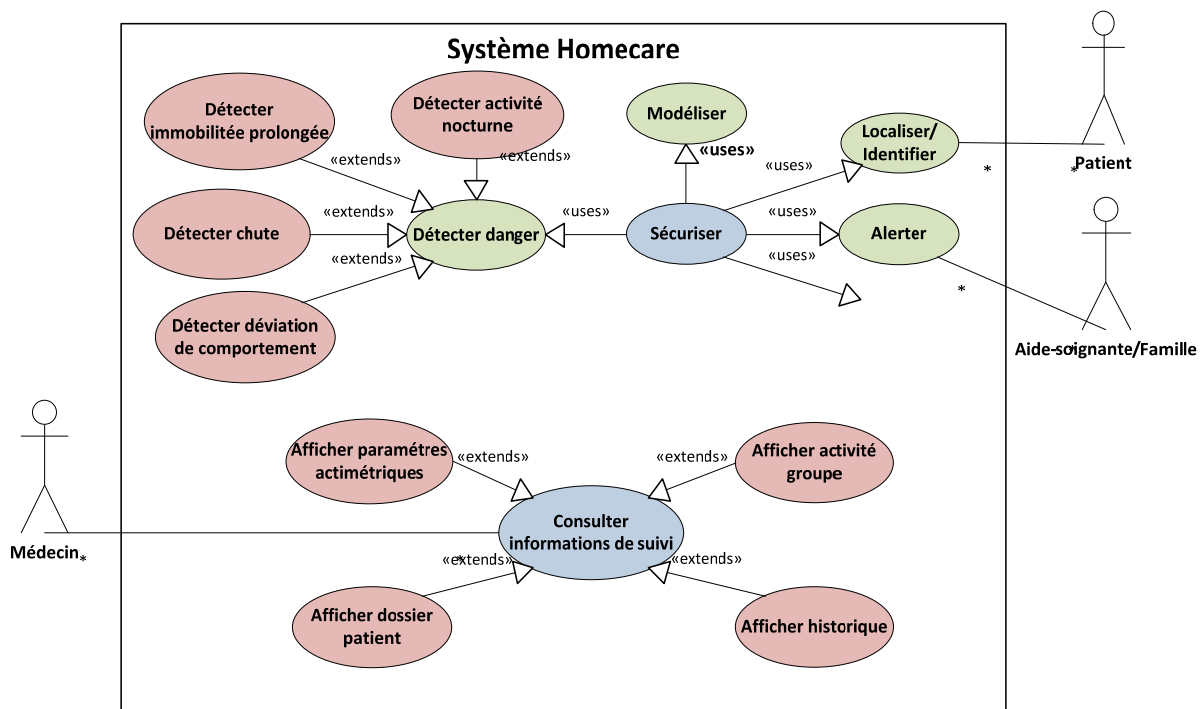 Système Homecare
Détecter
immobilitée prolongée
Détecter activité
nocturne
Modéliser
Localiser/
Identifier
«extends»
«extends»
«uses»
«uses»
Patient
*
*
Détecter chute
«extends»
Détecter danger
«uses»
Sécuriser
«uses»
Alerter
«extends»
«uses»
*
Détecter déviation
de comportement
Aide-soignante/Famille
*
Afficher paramétres
actimétriques
«extends»
«extends»
Afficher activité
groupe
Consulter
informations de suivi
Médecin
*
«extends»
*
«extends»
Afficher dossier
patient
Afficher historique